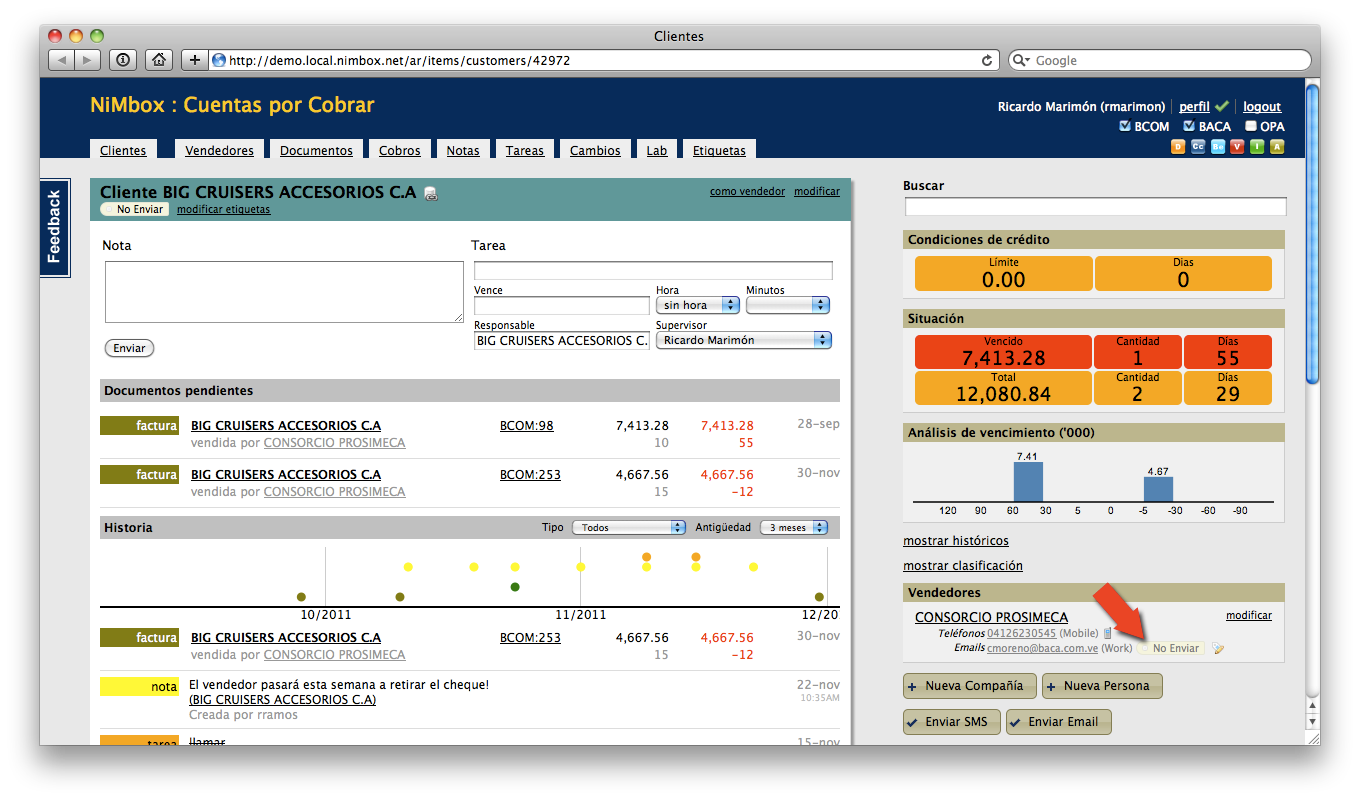 Clientes
http://demo.local.nimbox.net/ar/items/customers/42972
Google
NiMbox : Cuentas por Cobrar
Ricardo Marimón (rmarimon) perfil logout
BCOM BACA OPA
D Cc Be V I A
Clientes Vendedores Documentos Cobros Notas Tareas Cambios Lab Etiquetas
Feedback
Cliente BIG CRUISERS ACCESORIOS C.A como vendedor modificar
No Enviar modificar etiquetas
Nota Tarea
Vence Hora Minutos
sin hora
Responsable Supervisor
BIG CRUISERS ACCESORIOS C. Ricardo Marimón
Enviar
Documentos pendientes
factura BIG CRUISERS ACCESORIOS C.A BCOM:98 7,413.28 7,413.28 28-sep
vendida por CONSORCIO PROSIMECA 10 55
factura BIG CRUISERS ACCESORIOS C.A BCOM:253 4,667.56 4,667.56 30-nov
vendida por CONSORCIO PROSIMECA 15 -12
Historia Tipo Todos Antigüedad 3 meses
10/2011 11/2011 12/20
factura BIG CRUISERS ACCESORIOS C.A BCOM:253 4,667.56 4,667.56 30-nov
vendida por CONSORCIO PROSIMECA 15 -12
nota El vendedor pasará esta semana a retirar el cheque! 22-nov
(BIG CRUISERS ACCESORIOS C.A) 10:35AM
Creada por rramos
tarea llamar 15-nov
Buscar
Condiciones de crédito
Límite Dias
0.00 0
Situación
Vencido Cantidad Días
7,413.28 1 55
Total Cantidad Días
12,080.84 2 29
Análisis de vencimiento ('000)
7.41
4.67
120 90 60 30 5 0 -5 -30 -60 -90
mostrar históricos
mostrar clasificación
Vendedores
CONSORCIO PROSIMECA modificar
Teléfonos 04126230545 (Mobile)
Emails cmoreno@baca.com.ve (Work) No Enviar
+ Nueva Compañía + Nueva Persona
Enviar SMS Enviar Email